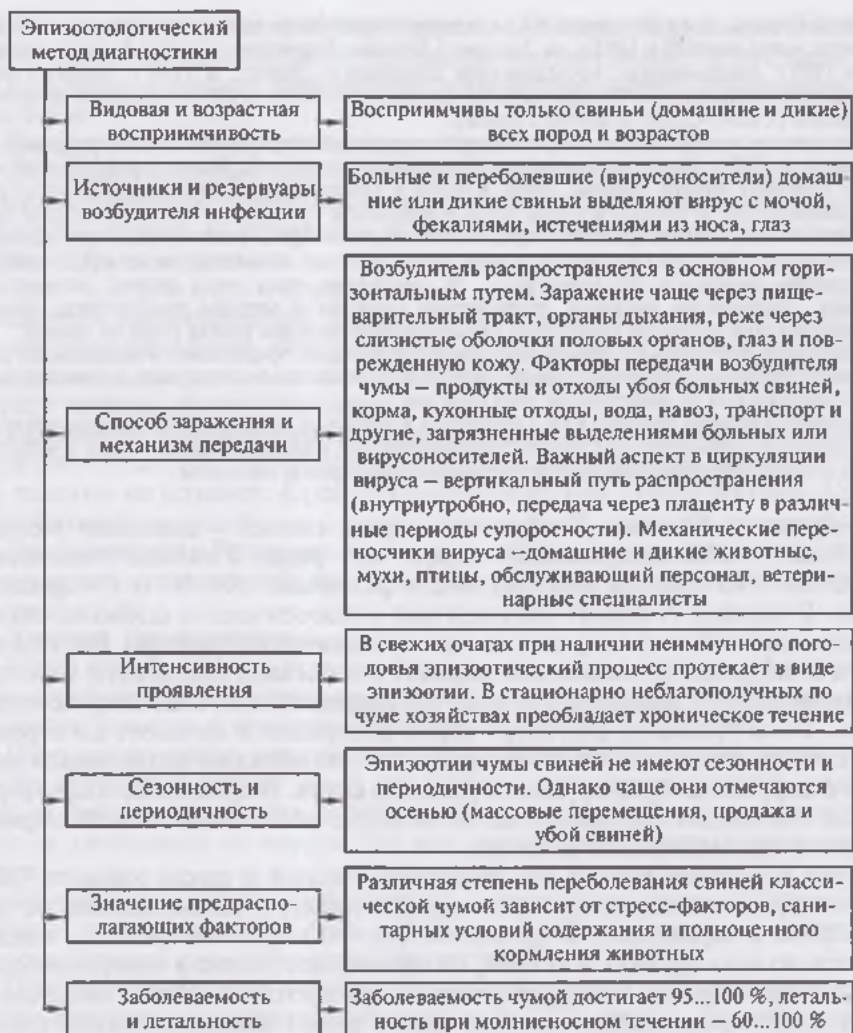 Эпизоотологический
метод диагностики
Видовая и возрастная
восприимчивость
Восприимчивы только свиньи (домашние и дикие)
всех пород и возрастов
Источники и резервуары
возбудителя инфекции
Больные и переболевшие (вирусоносители) домаш-
ние или дикие свиньи выделяют вирус с мочой,
фекалиями, истечениями из носа, глаз
Способ заражения и
механизм передачи
Возбудитель распространяется в основном гори-
зонтальным путем. Заражение чаще через пище-
варительный тракт, органы дыхания, реже через
слизистые оболочки половых органов, глаз и пов-
режденную кожу. Факторы передачи возбудителя
чумы — продукты и отходы убоя больных свиней,
корма, кухонные отходы, вода, навоз, транспорт и
другие, загрязненные выделениями больных или
вирусоносителей. Важный аспект в циркуляции
вируса — вертикальный путь распространения
(внутриутробно, передача через плаценту в различ-
ные периоды супоросности). Механические пере-
носчики вируса —домашние и дикие животные,
мухи, птицы, обслуживающий персонал, ветери-
нарные специалисты
Интенсивность
проявления
В свежих очагах при наличии неиммунного пого-
ловья эпизоотический процесс протекает в виде
эпизоотии. В стационарно неблагополучных по
чуме хозяйствах преобладает хроническое течение
Сезонность и
периодичность
Эпизоотии чумы свиней не имеют сезонности и
периодичности. Однако чаще они отмечаются
осенью (массовые перемещения, продажа и
убой свиней)
Значение предраспо-
лагающих факторов
Различная степень переболевания свиней класси-
ческой чумой зависит от стресс-факторов, сани-
тарных условий содержания и полноценного
кормления животных
Заболеваемость
и летальность
Заболеваемость чумой достигает 95...100 %, леталь-
ность при молниеносном течении — 60...100 %